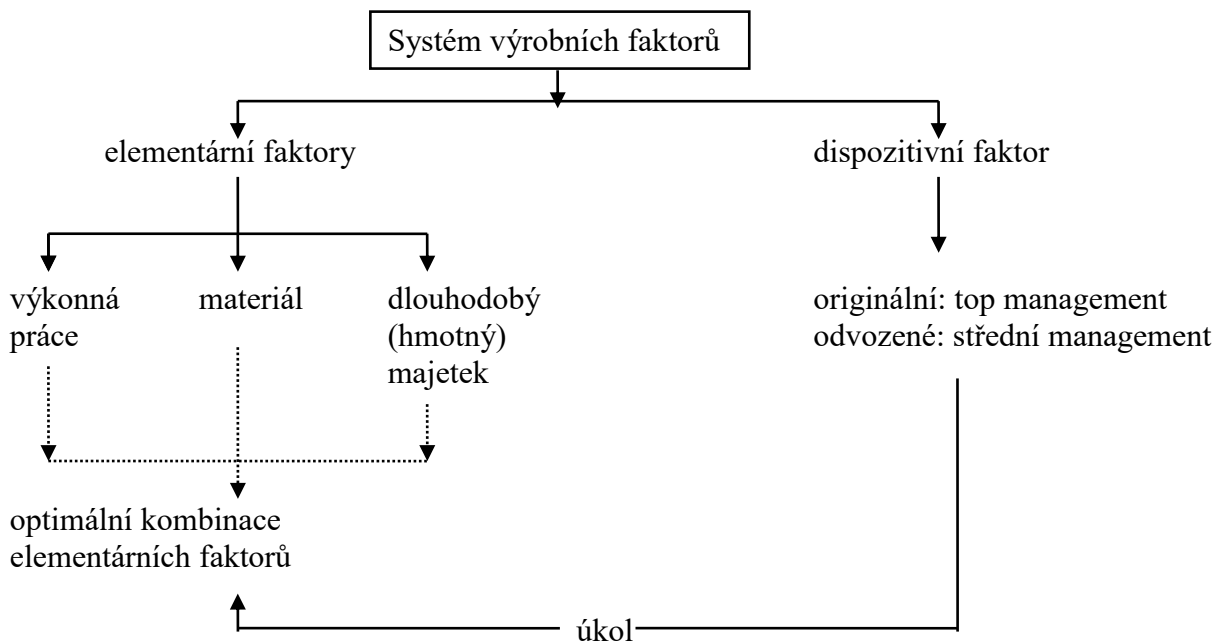 Systém výrobních faktorů
elementární faktory
dispozitivní faktor
výkonná
práce
materiál
dlouhodobý
(hmotný)
majetek
originální: top management
odvozené: střední management
optimální kombinace
elementárních faktorů
úkol